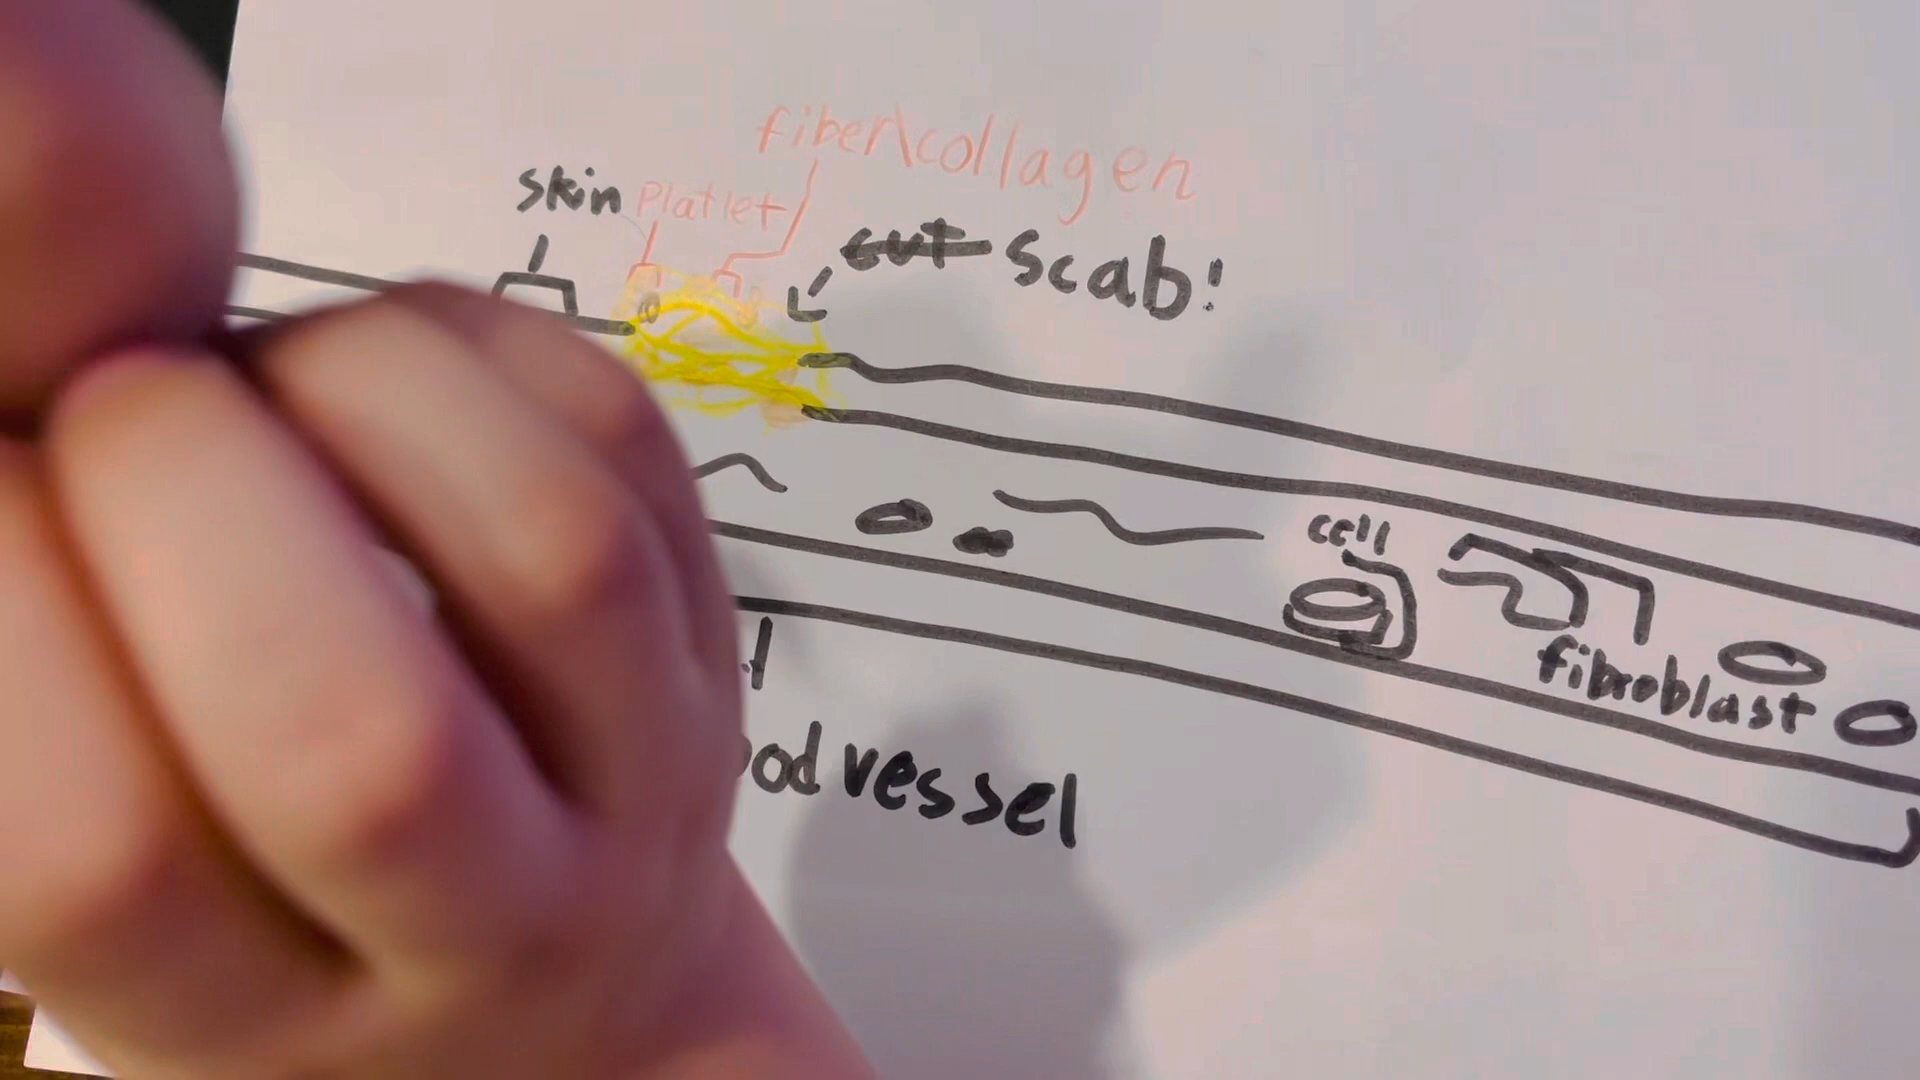 fiber\collagen
skin Platlet
cut scab!
cell
fibroblast
vessel